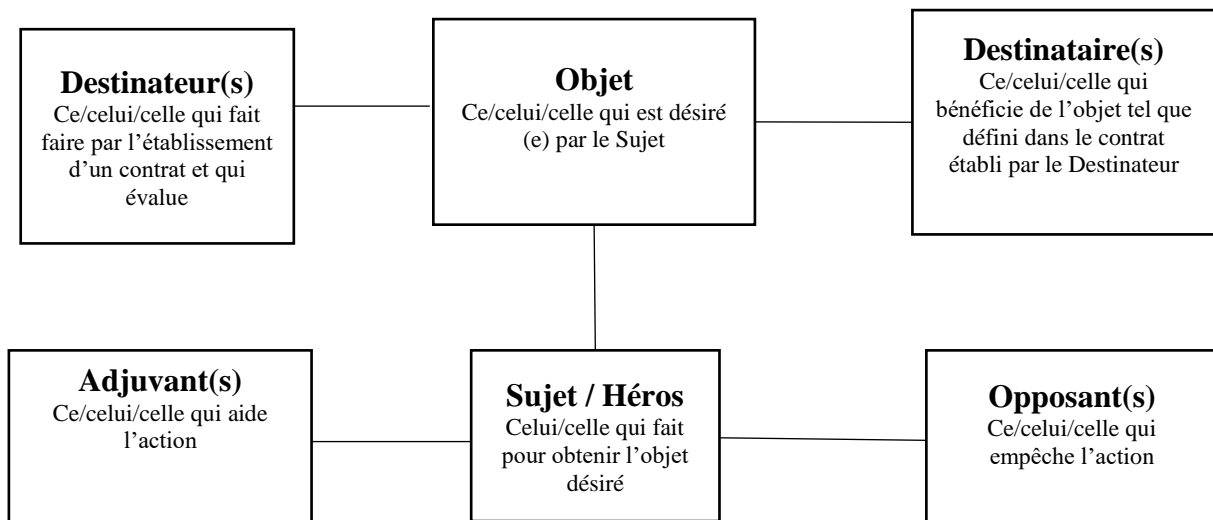 Destinateur(s)
Ce/celui/celle qui fait
faire par l’établissement
d’un contrat et qui
évalue
Objet
Ce/celui/celle qui est désiré
(e) par le Sujet
Destinataire(s)
Ce/celui/celle qui
bénéficie de l’objet tel que
défini dans le contrat
établi par le Destinateur
Adjuvant(s)
Ce/celui/celle qui aide
l’action
Sujet / Héros
Celui/celle qui fait
pour obtenir l’objet
désiré
Opposant(s)
Ce/celui/celle qui
empêche l’action